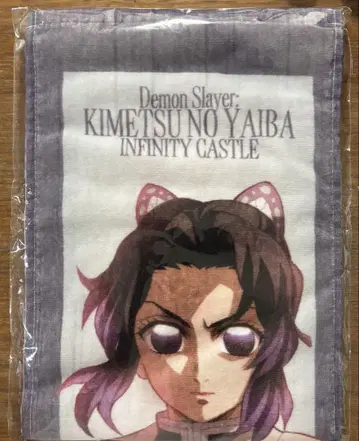 Demon Slayer:
KIMETSU NO YAIBA
INFINITY CASTLE